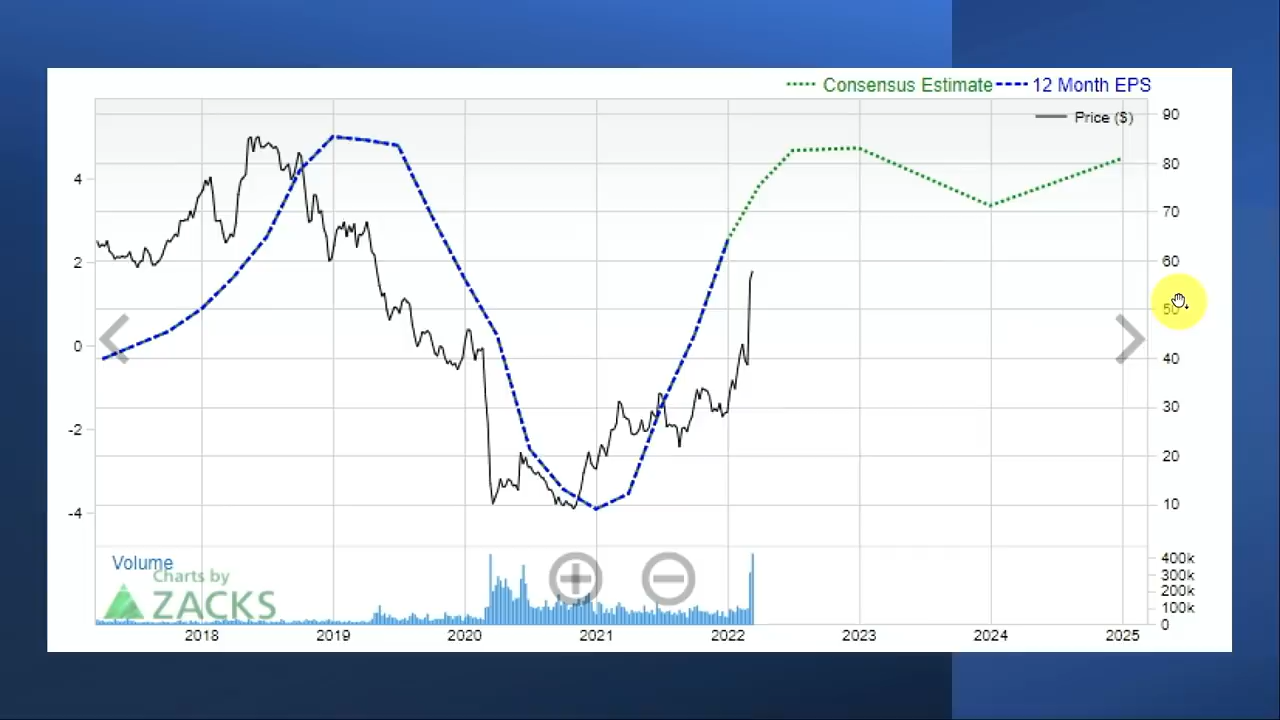 Consensus Estimate 12 Month EPS
Price ($)
90
80
70
60
50
40
30
20
10
4
2
0
-2
-4
Volume
400k
300k
200k
100k
0
Charts by
ZACKS
2018 2019 2020 2021 2022 2023 2024 2025